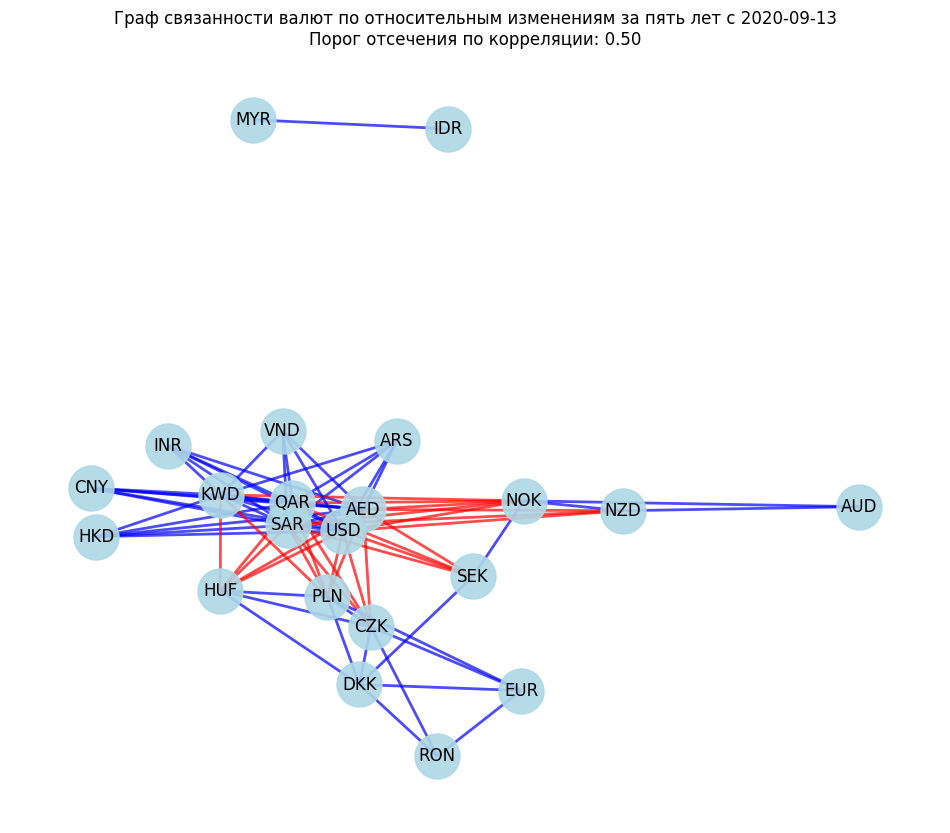 Граф связанности валют по относительным изменениям за пять лет с 2020-09-13
Порог отсечения по корреляции: 0.50
MYR
IDR
VND
ARS
INR
CNY
KWD
QAR
AED
NOK
NZD
AUD
SAR
USD
HKD
SEK
HUF
PLN
CZK
DKK
EUR
RON